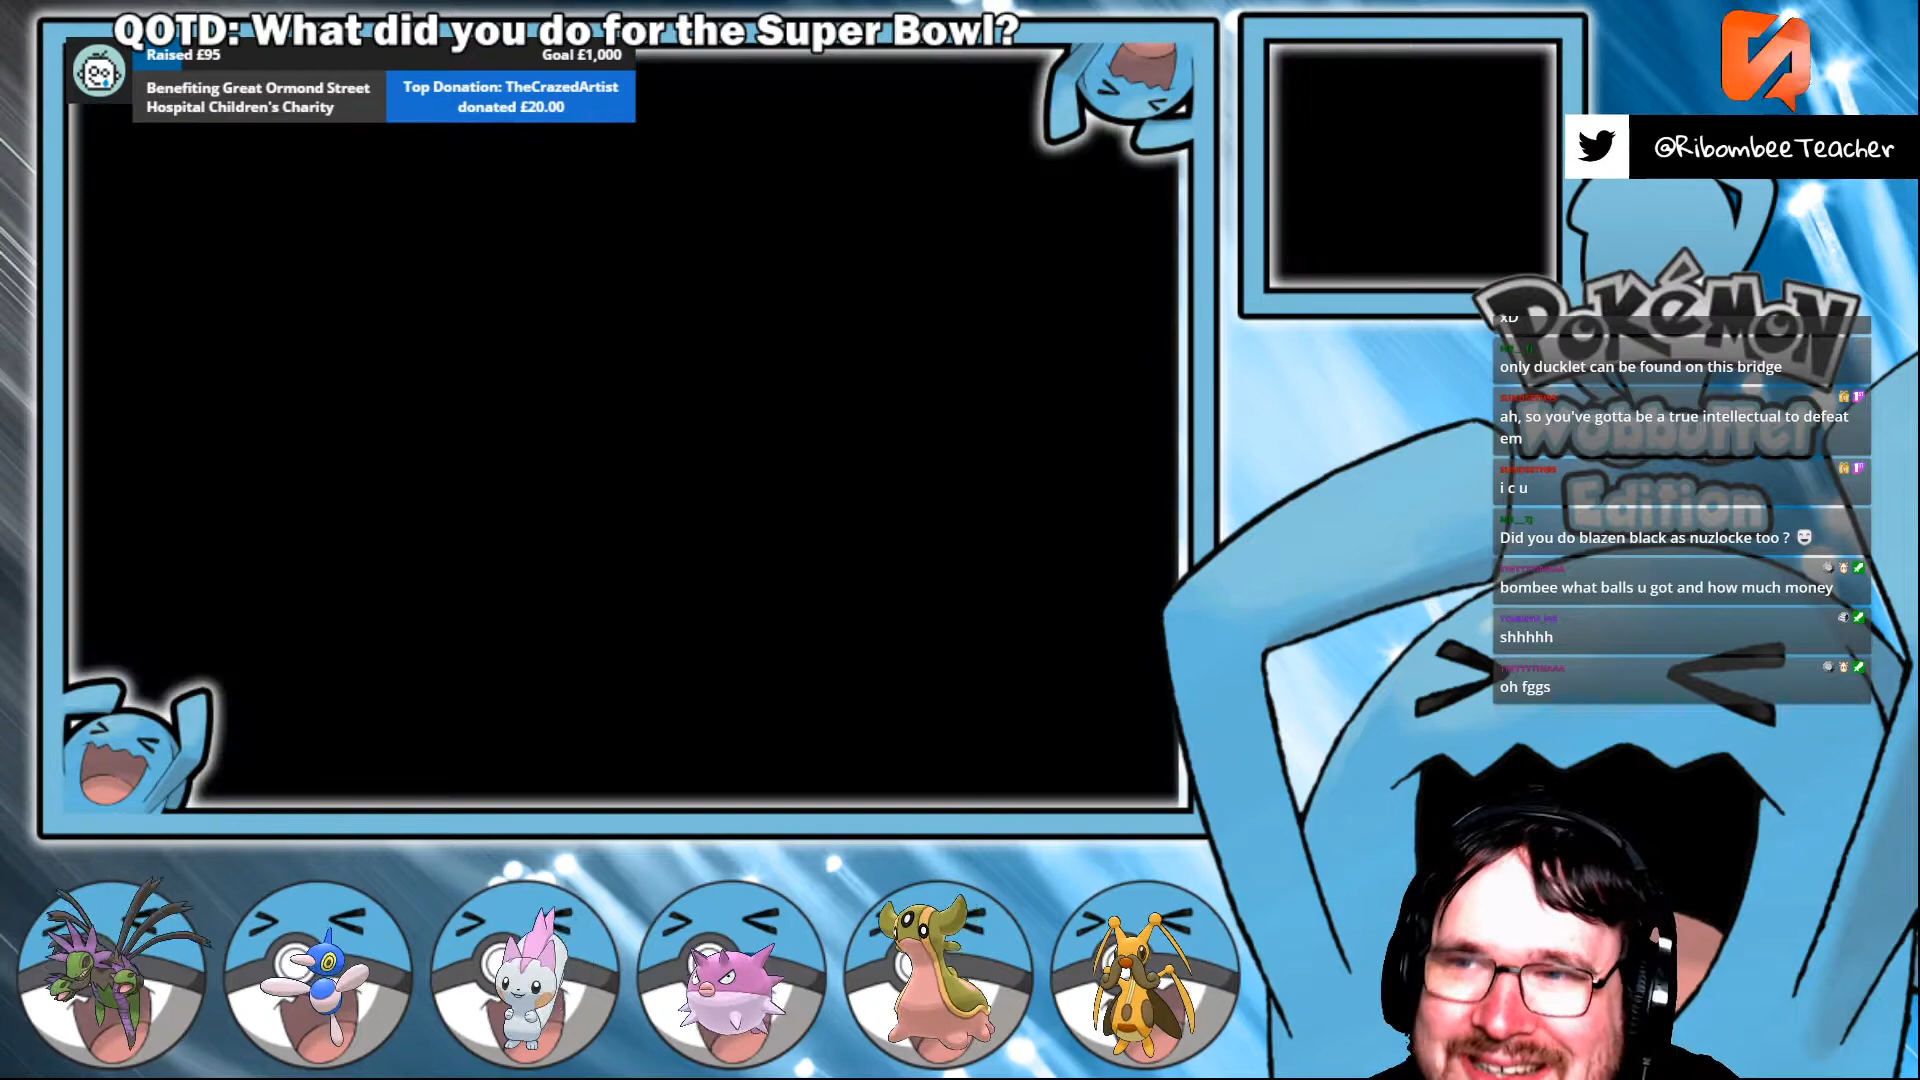 QOTD: What did you do for the Super Bowl?
Raised £95
Goal £1,000
Benefiting Great Ormond Street
Hospital Children's Charity
Top Donation: TheCrazedArtist
donated £20.00
@RibombeeTeacher
POKéMON
Wobbuffet
Edition
xD
only ducklet can be found on this bridge
ah, so you've gotta be a true intellectual to defeat
em
i c u
Did you do blazen black as nuzlocke too ?
bombee what balls u got and how much money
shhhhh
oh fggs